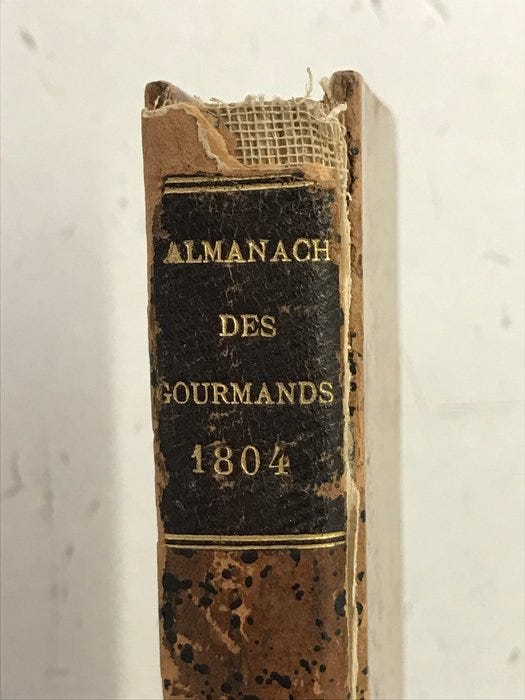 ALMANACH
DES
GOURMANDS
1804